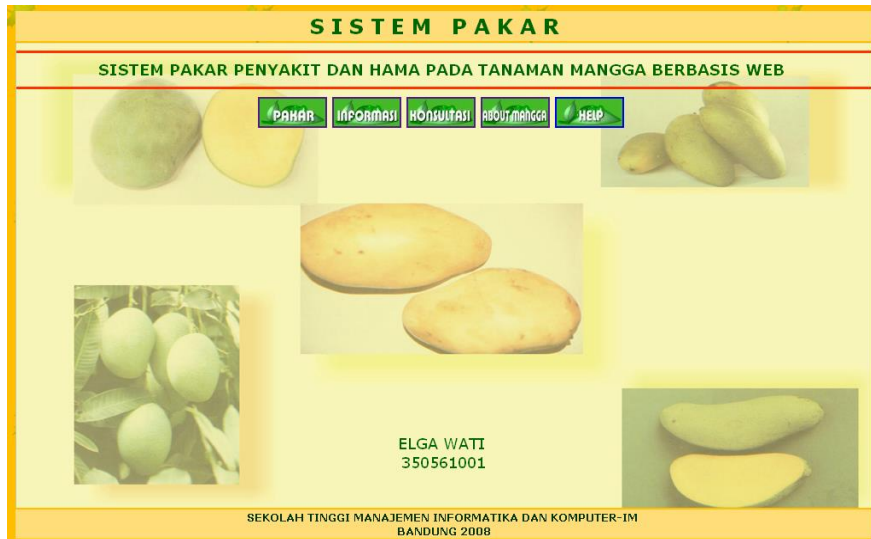 SISTEM PAKAR
SISTEM PAKAR PENYAKIT DAN HAMA PADA TANAMAN MANGGA BERBASIS WEB
PAKAR INFORMASI KONSULTASI ABOUT MANGGA HELP
ELGA WATI
350561001
SEKOLAH TINGGI MANAJEMEN INFORMATIKA DAN KOMPUTER-IM
BANDUNG 2008